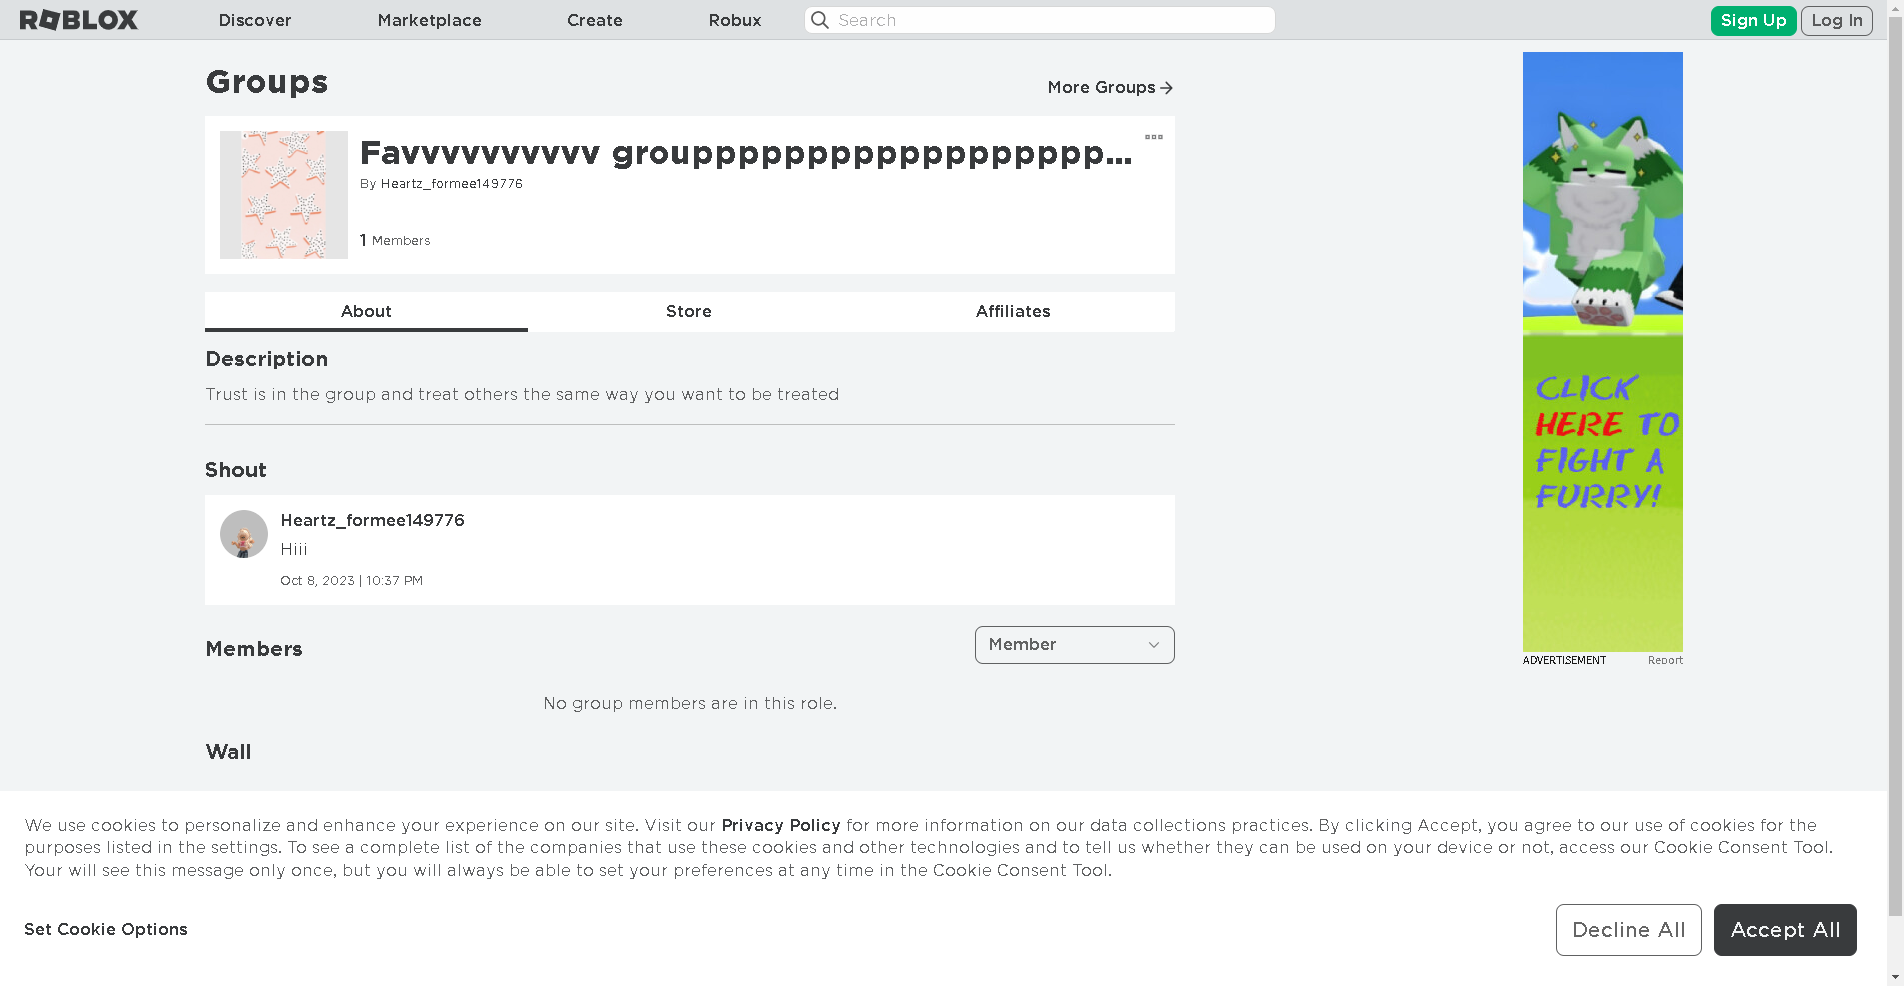 ROBLOX
Discover
Marketplace
Create
Robux
Search
Sign Up
Log In
Groups
More Groups
Favvvvvvvvvv groupppppppppppppppppp...
By Heartz_formee149776
1 Members
About
Store
Affiliates
Description
Trust is in the group and treat others the same way you want to be treated
Shout
Heartz_formee149776
Hiii
Oct 8, 2023 | 10:37 PM
Members
Member
No group members are in this role.
Wall
CLICK
HERE TO
FIGHT A
FURRY!
ADVERTISEMENT
Report
We use cookies to personalize and enhance your experience on our site. Visit our Privacy Policy for more information on our data collections practices. By clicking Accept, you agree to our use of cookies for the
purposes listed in the settings. To see a complete list of the companies that use these cookies and other technologies and to tell us whether they can be used on your device or not, access our Cookie Consent Tool.
Your will see this message only once, but you will always be able to set your preferences at any time in the Cookie Consent Tool.
Set Cookie Options
Decline All
Accept All